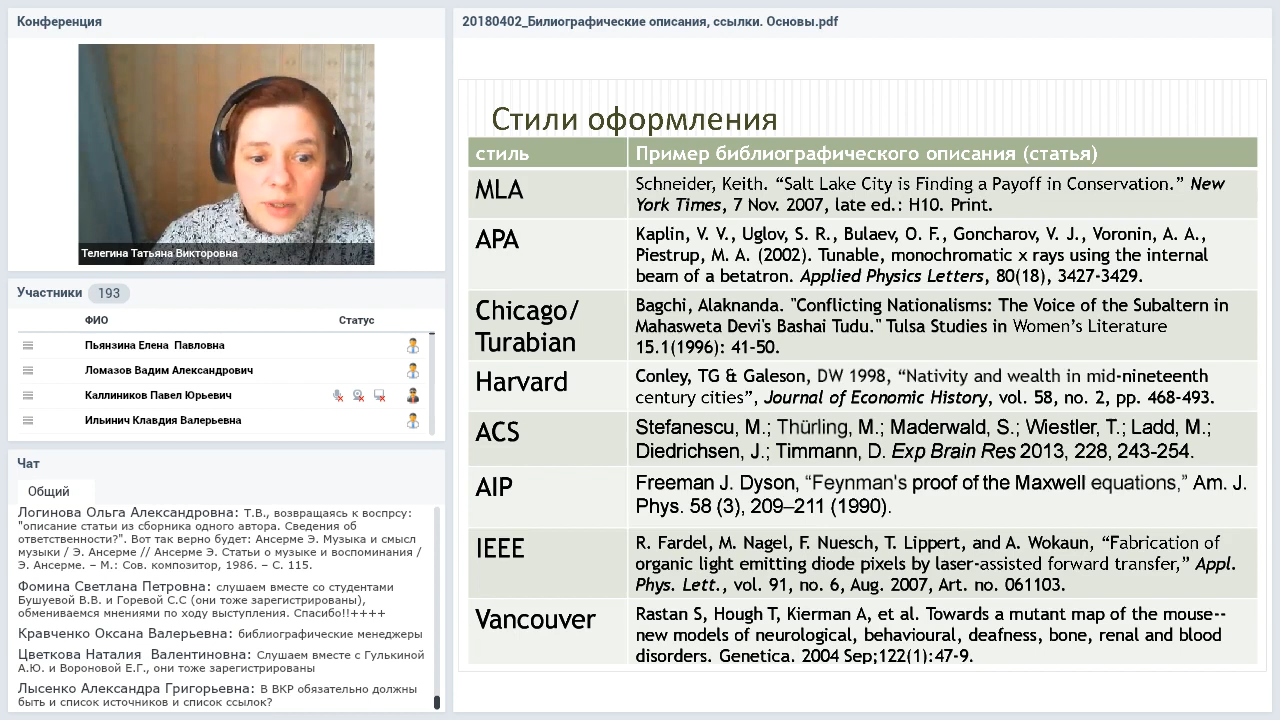 Конференция
Телегина Татьяна Викторовна
Участники 193
ФИО Статус
Пьянзина Елена Павловна
Ломазов Вадим Александрович
Каллиников Павел Юрьевич
Ильинич Клавдия Валерьевна
Чат
Общий
Логинова Ольга Александровна: Т.В., возвращаясь к воспрсу:
"описание статьи из сборника одного автора. Сведения об
ответственности?". Вот так верно будет: Ансерме Э. Музыка и смысл
музыки / Э. Ансерме // Ансерме Э. Статьи о музыке и воспоминания /
Э. Ансерме. – М.: Сов. композитор, 1986. – С. 115.
Фомина Светлана Петровна: слушаем вместе со студентами
Бушуевой В.В. и Горевой С.С (они тоже зарегистрированы),
обмениваемся мнениями по ходу выступления. Спасибо!!++++
Кравченко Оксана Валерьевна: библиографические менеджеры
Цветкова Наталия Валентиновна: Слушаем вместе с Гулькиной
А.Ю. и Вороновой Е.Г., они тоже зарегистрированы
Лысенко Александра Григорьевна: В ВКР обязательно должны
быть и список источников и список ссылок?
20180402_Билиографические описания, ссылки. Основы.pdf
Стили оформления
стиль Пример библиографического описания (статья)
MLA
Schneider, Keith. “Salt Lake City is Finding a Payoff in Conservation.” New
York Times, 7 Nov. 2007, late ed.: H10. Print.
APA
Kaplin, V. V., Uglov, S. R., Bulaev, O. F., Goncharov, V. J., Voronin, A. A.,
Piestrup, M. A. (2002). Tunable, monochromatic x rays using the internal
beam of a betatron. Applied Physics Letters, 80(18), 3427-3429.
Chicago/
Turabian
Bagchi, Alaknanda. "Conflicting Nationalisms: The Voice of the Subaltern in
Mahasweta Devi's Bashai Tudu." Tulsa Studies in Women’s Literature
15.1(1996): 41-50.
Harvard
Conley, TG & Galeson, DW 1998, “Nativity and wealth in mid-nineteenth
century cities”, Journal of Economic History, vol. 58, no. 2, pp. 468-493.
ACS
Stefanescu, M.; Thürling, M.; Maderwald, S.; Wiestler, T.; Ladd, M.;
Diedrichsen, J.; Timmann, D. Exp Brain Res 2013, 228, 243-254.
AIP
Freeman J. Dyson, “Feynman's proof of the Maxwell equations,” Am. J.
Phys. 58 (3), 209–211 (1990).
IEEE
R. Fardel, M. Nagel, F. Nuesch, T. Lippert, and A. Wokaun, “Fabrication of
organic light emitting diode pixels by laser-assisted forward transfer,” Appl.
Phys. Lett., vol. 91, no. 6, Aug. 2007, Art. no. 061103.
Vancouver
Rastan S, Hough T, Kierman A, et al. Towards a mutant map of the mouse--
new models of neurological, behavioural, deafness, bone, renal and blood
disorders. Genetica. 2004 Sep;122(1):47-9.